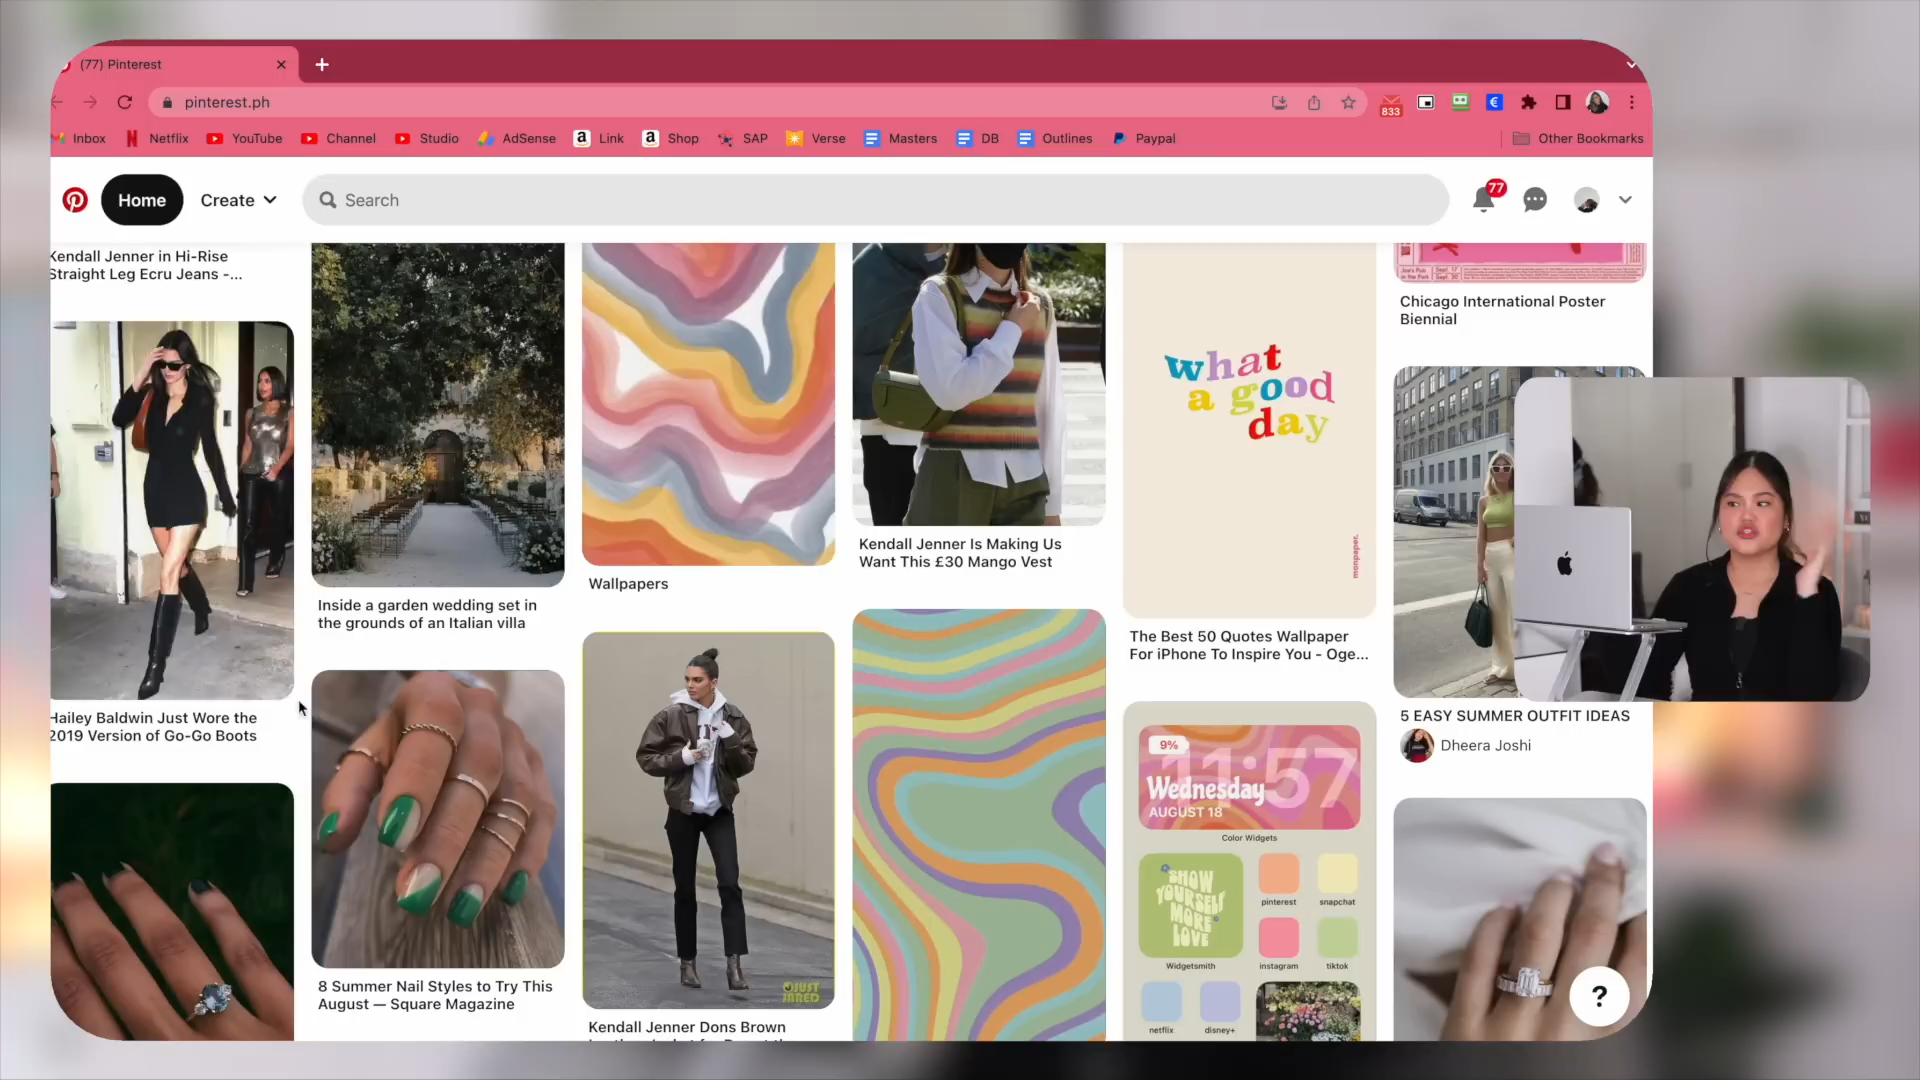 (77) Pinterest
pinterest.ph
833
Inbox
Netflix
YouTube
Channel
Studio
AdSense
Link
Shop
SAP
Verse
Masters
DB
Outlines
Paypal
Other Bookmarks
Home
Create
Search
77
Kendall Jenner in Hi-Rise
Straight Leg Ecru Jeans -...
Hailey Baldwin Just Wore the
2019 Version of Go-Go Boots
Inside a garden wedding set in
the grounds of an Italian villa
8 Summer Nail Styles to Try This
August — Square Magazine
Wallpapers
JUST
JARED
Kendall Jenner Dons Brown
Kendall Jenner Is Making Us
Want This £30 Mango Vest
what
a good
day
monpaper.
The Best 50 Quotes Wallpaper
For iPhone To Inspire You - Oge...
9%
11:57
Wednesday
AUGUST 18
Color Widgets
SHOW
YOURSELF
MORE
LOVE
Widgetsmith
pinterest
snapchat
instagram
tiktok
netflix
disney+
Chicago International Poster
Biennial
5 EASY SUMMER OUTFIT IDEAS
Dheera Joshi
?